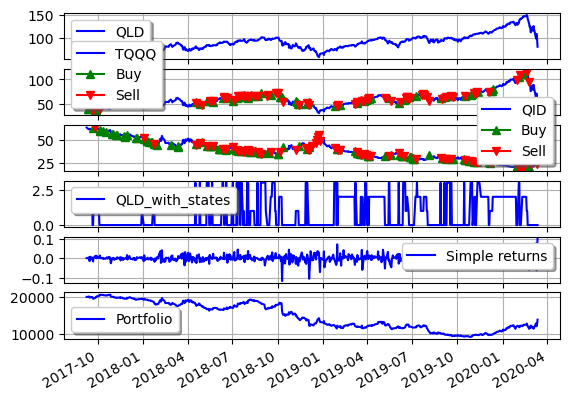 150
100
QLD
TQQQ
Buy
Sell
100
50
QID
Buy
Sell
50
25
2.5
0.0
QLD_with_states
0.1
0.0
-0.1
Simple returns
20000
10000
Portfolio
2017-10
2018-01
2018-04
2018-07
2018-10
2019-01
2019-04
2019-07
2019-10
2020-01
2020-04